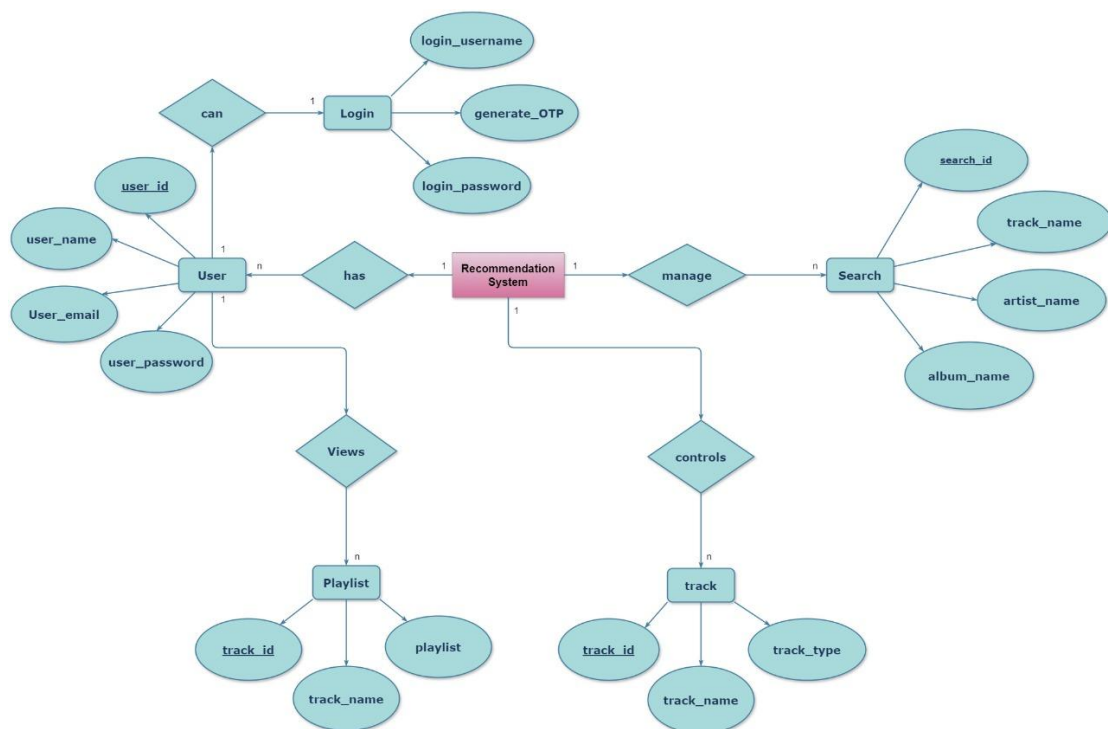 login_username
can
1
Login
generate_OTP
login_password
user_id
user_name
1
User
n
has
1
Recommendation
System
1
manage
n
Search
search_id
track_name
artist_name
album_name
User_email
1
user_password
1
Views
controls
n
Playlist
n
track
track_id
playlist
track_name
track_id
track_type
track_name